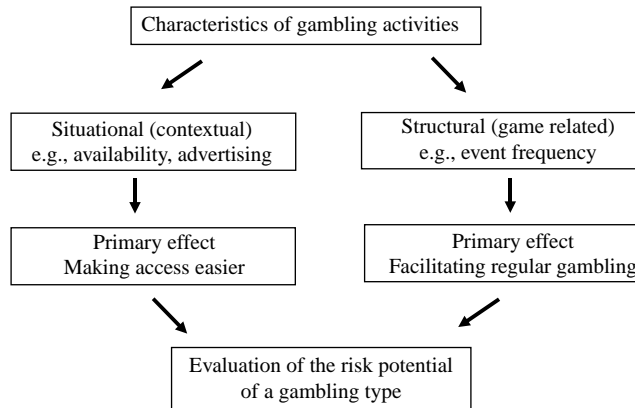 Characteristics of gambling activities
Situational (contextual)
e.g., availability, advertising
Structural (game related)
e.g., event frequency
Primary effect
Making access easier
Primary effect
Facilitating regular gambling
Evaluation of the risk potential
of a gambling type